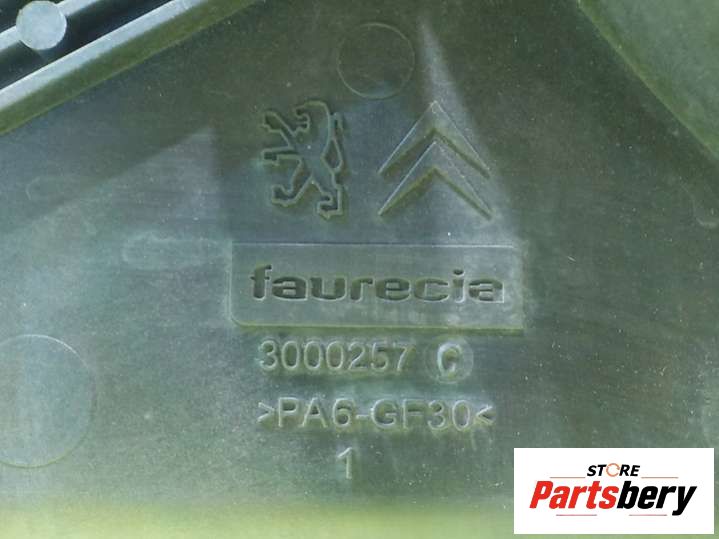 faurecia
3000257 C
>PA6-GF30<
1
STORE
Partsbery